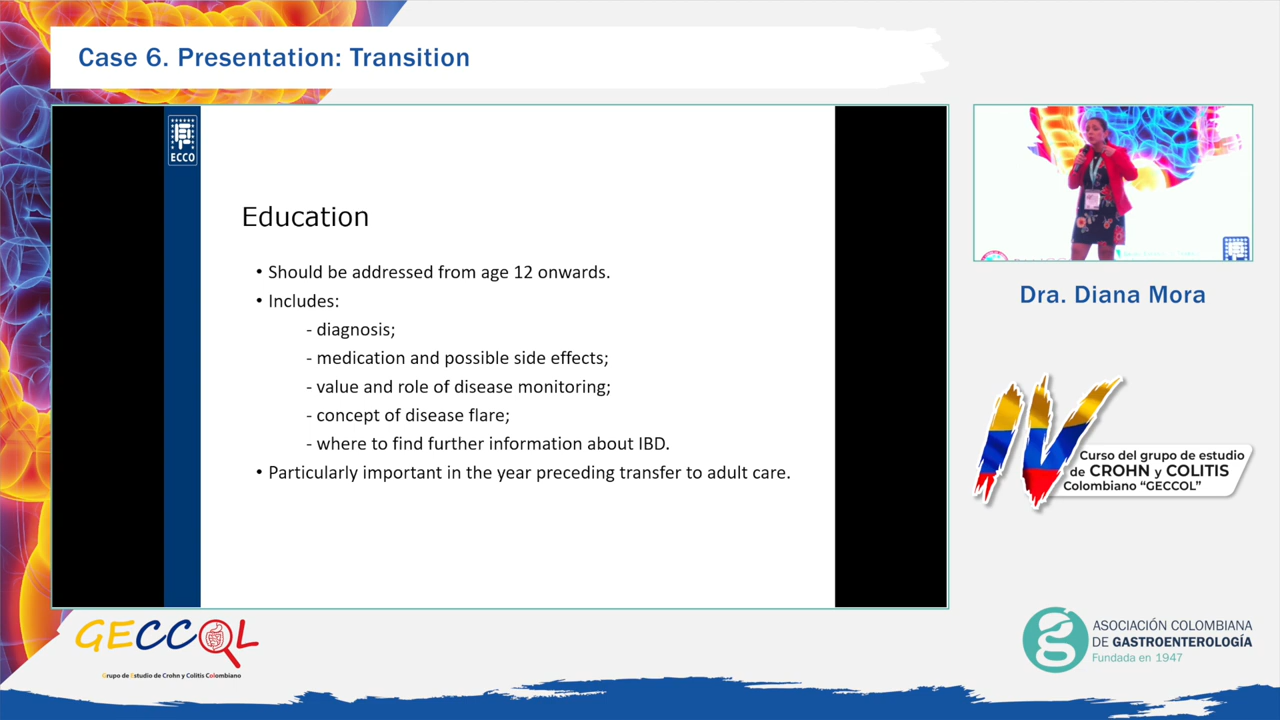 Case 6. Presentation: Transition
ECCO
Education
• Should be addressed from age 12 onwards.
• Includes:
- diagnosis;
- medication and possible side effects;
- value and role of disease monitoring;
- concept of disease flare;
- where to find further information about IBD.
• Particularly important in the year preceding transfer to adult care.
Dra. Diana Mora
IV
Curso del grupo de estudio
de CROHN y COLITIS
Colombiano “GECCOL”
GECCOL
Grupo de Estudio de Crohn y Colitis Colombiano
ASOCIACIÓN COLOMBIANA
DE GASTROENTEROLOGÍA
Fundada en 1947